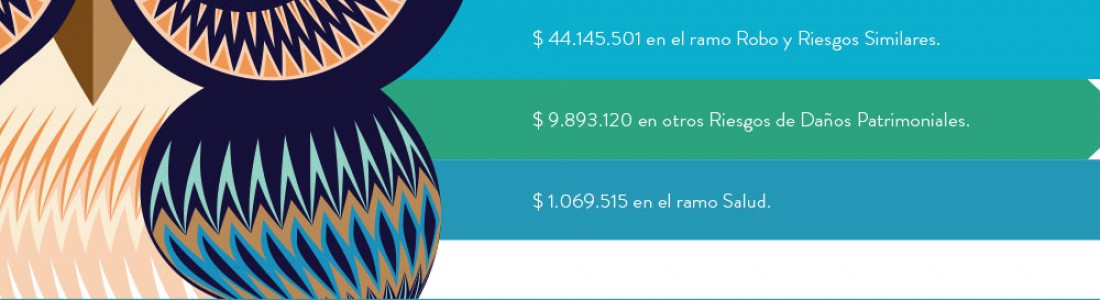 $ 44.145.501 en el ramo Robo y Riesgos Similares.
$ 9.893.120 en otros Riesgos de Daños Patrimoniales.
$ 1.069.515 en el ramo Salud.